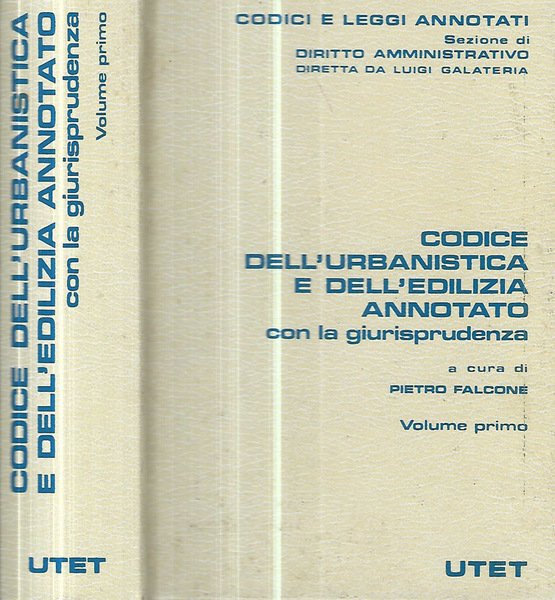 CODICE DELL'URBANISTICA
E DELL'EDILIZIA ANNOTATO
con la giurisprudenza
Volume primo
UTET
CODICI E LEGGI ANNOTATI
Sezione di
DIRITTO AMMINISTRATIVO
DIRETTA DA LUIGI GALATERIA
CODICE
DELL'URBANISTICA
E DELL'EDILIZIA
ANNOTATO
con la giurisprudenza
a cura di
PIETRO FALCONE
Volume primo
UTET